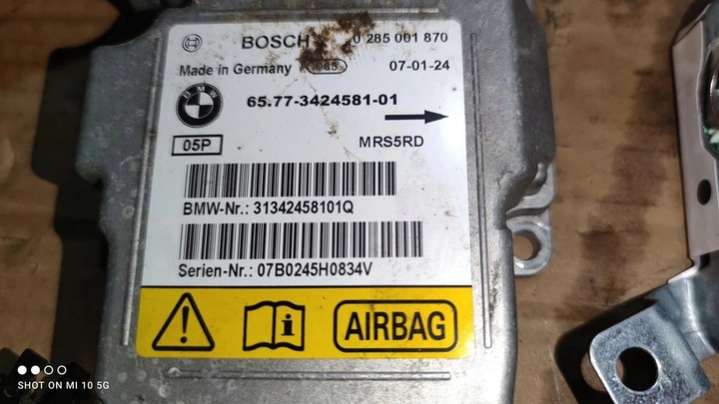 BOSCH 0 285 001 870
Made in Germany 07-01-24
BMW
65.77-3424581-01
05P MRS5RD
BMW-Nr.: 31342458101Q
Serien-Nr.: 07B0245H0834V
AIRBAG
SHOT ON MI 10 5G